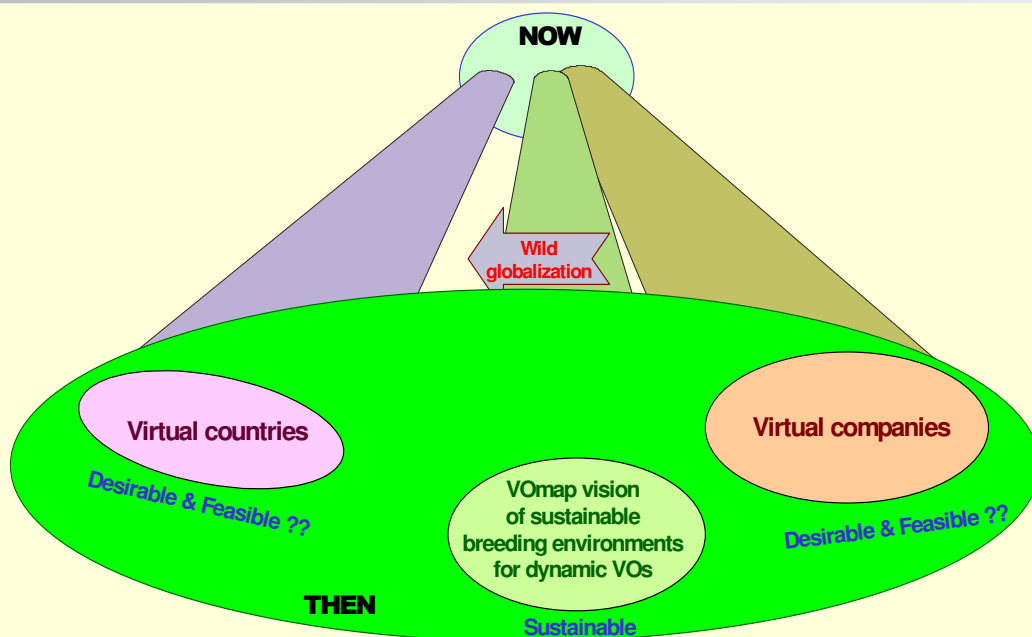 NOW
Wild
globalization
Virtual countries
Desirable & Feasible ??
Virtual companies
Desirable & Feasible ??
VOmap vision
of sustainable
breeding environments
for dynamic VOs
Sustainable
THEN